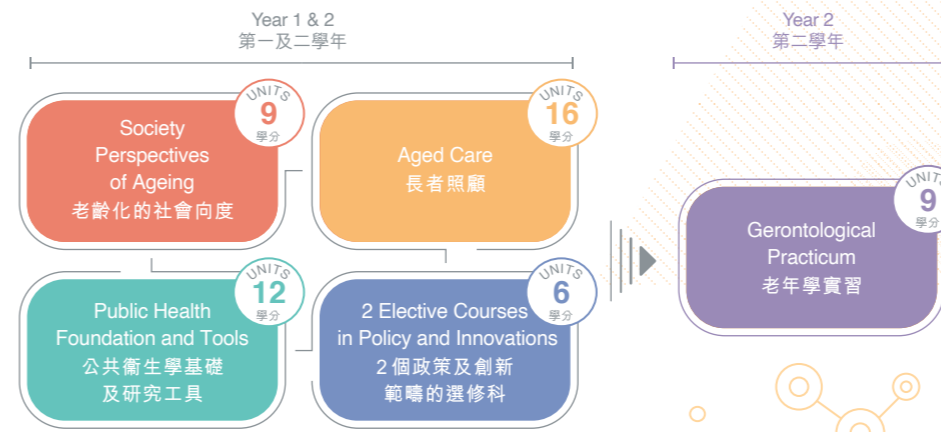 Year 1 & 2
第一及二學年
Year 2
第二學年
UNITS
9
學分
Society
Perspectives
of Ageing
老齡化的社會向度
UNITS
16
學分
Aged Care
長者照顧
UNITS
12
學分
Public Health
Foundation and Tools
公共衞生學基礎
及研究工具
UNITS
6
學分
2 Elective Courses
in Policy and Innovations
2 個政策及創新
範疇的選修科
UNITS
9
學分
Gerontological
Practicum
老年學實習